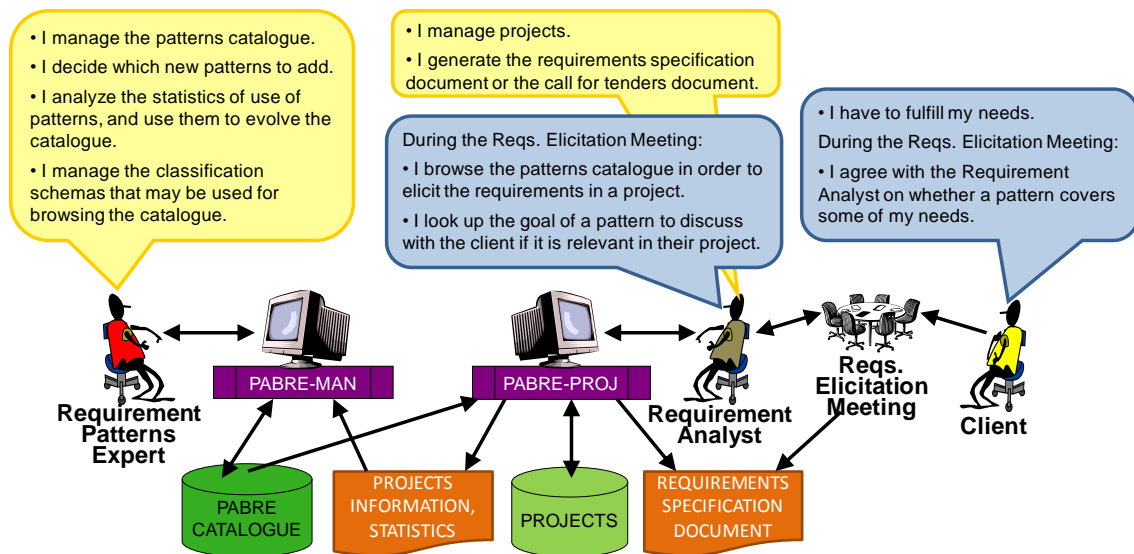 • I manage the patterns catalogue.
• I decide which new patterns to add.
• I analyze the statistics of use of
patterns, and use them to evolve the
catalogue.
• I manage the classification
schemas that may be used for
browsing the catalogue.
• I manage projects.
• I generate the requirements specification
document or the call for tenders document.
During the Reqs. Elicitation Meeting:
• I browse the patterns catalogue in order to
elicit the requirements in a project.
• I look up the goal of a pattern to discuss
with the client if it is relevant in their project.
• I have to fulfill my needs.
During the Reqs. Elicitation Meeting:
• I agree with the Requirement
Analyst on whether a pattern covers
some of my needs.
PABRE-MAN
PABRE-PROJ
Requirement
Patterns
Expert
Requirement
Analyst
Reqs.
Elicitation
Meeting
Client
PABRE
CATALOGUE
PROJECTS
INFORMATION,
STATISTICS
PROJECTS
REQUIREMENTS
SPECIFICATION
DOCUMENT